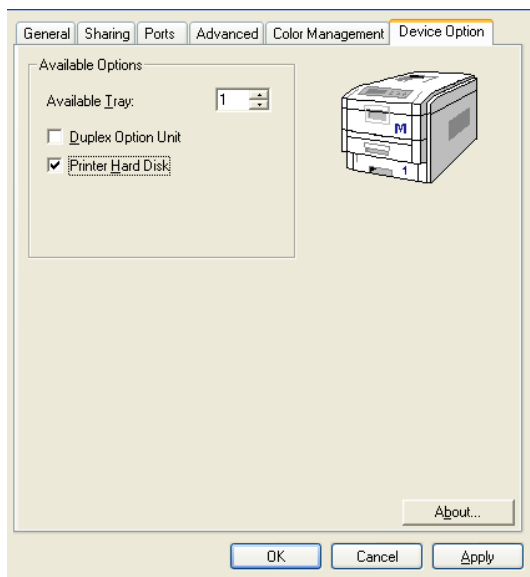 General Sharing Ports Advanced Color Management Device Option
Available Options
Available Tray: 1
Duplex Option Unit
Printer Hard Disk
M
1
About...
OK Cancel Apply